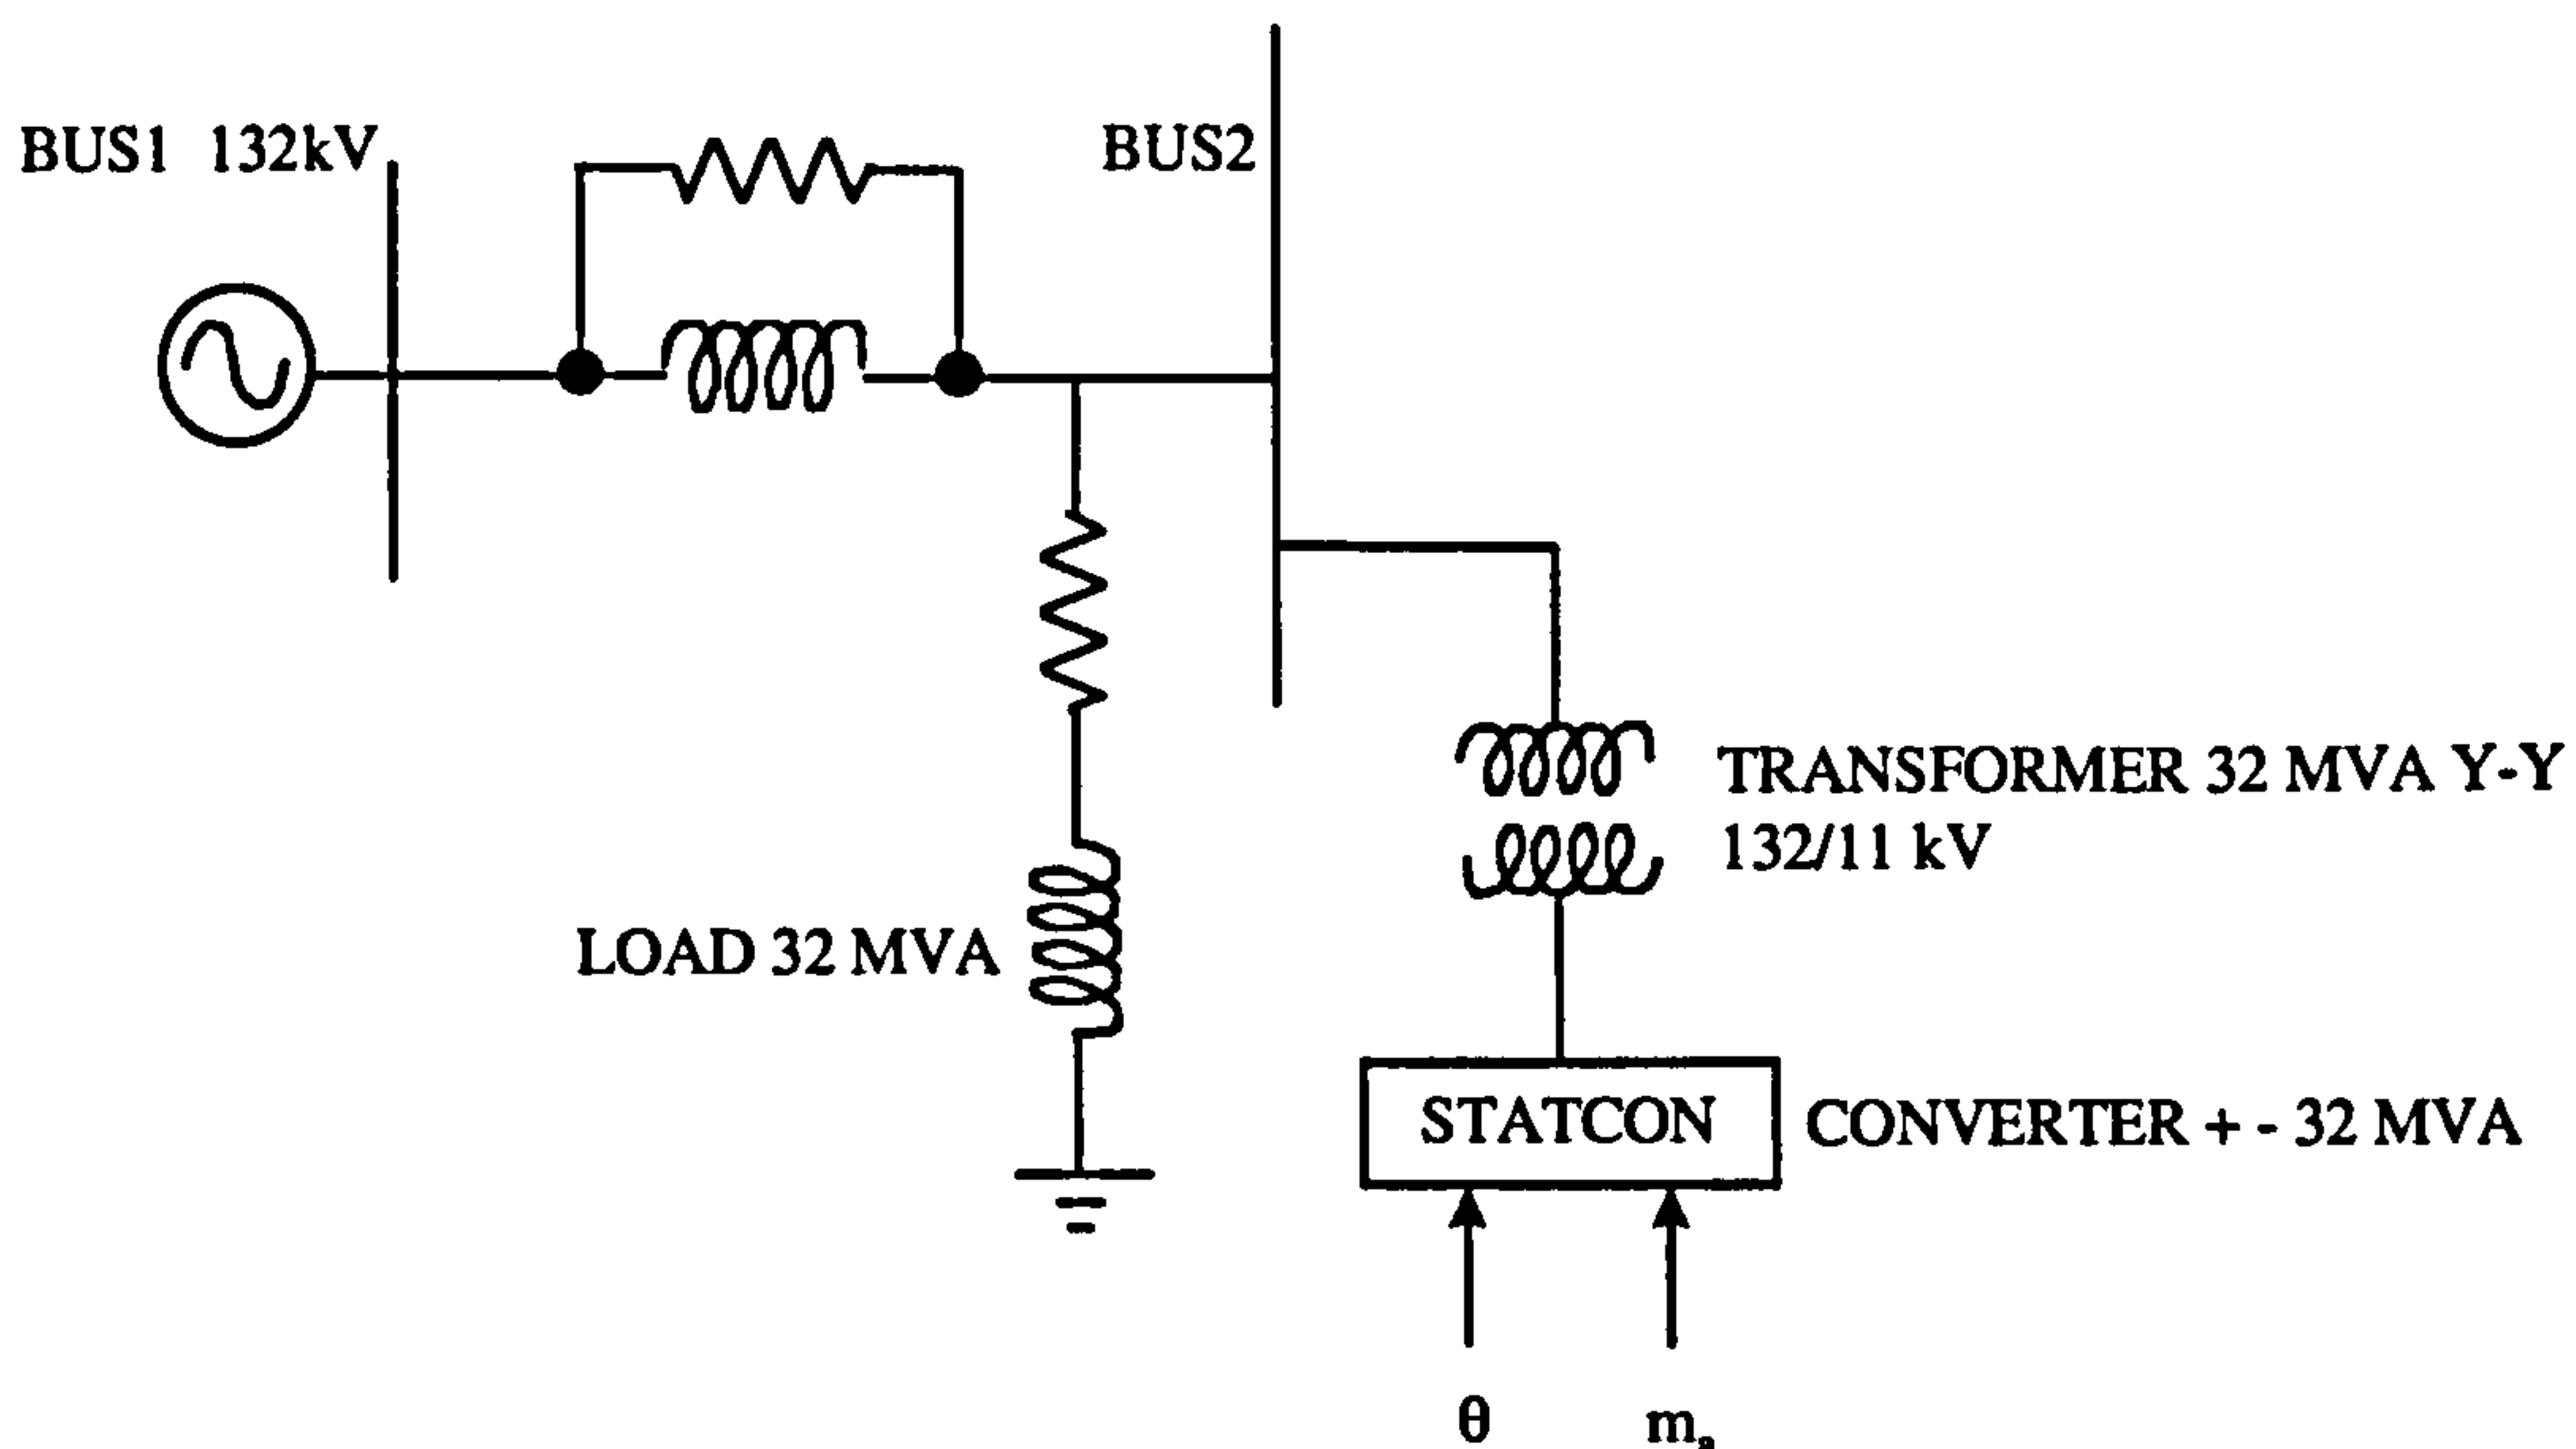 BUS1 132kV
BUS2
TRANSFORMER 32 MVA Y-Y
132/11 kV
LOAD 32 MVA
STATCON
CONVERTER + - 32 MVA
θ
mₐ